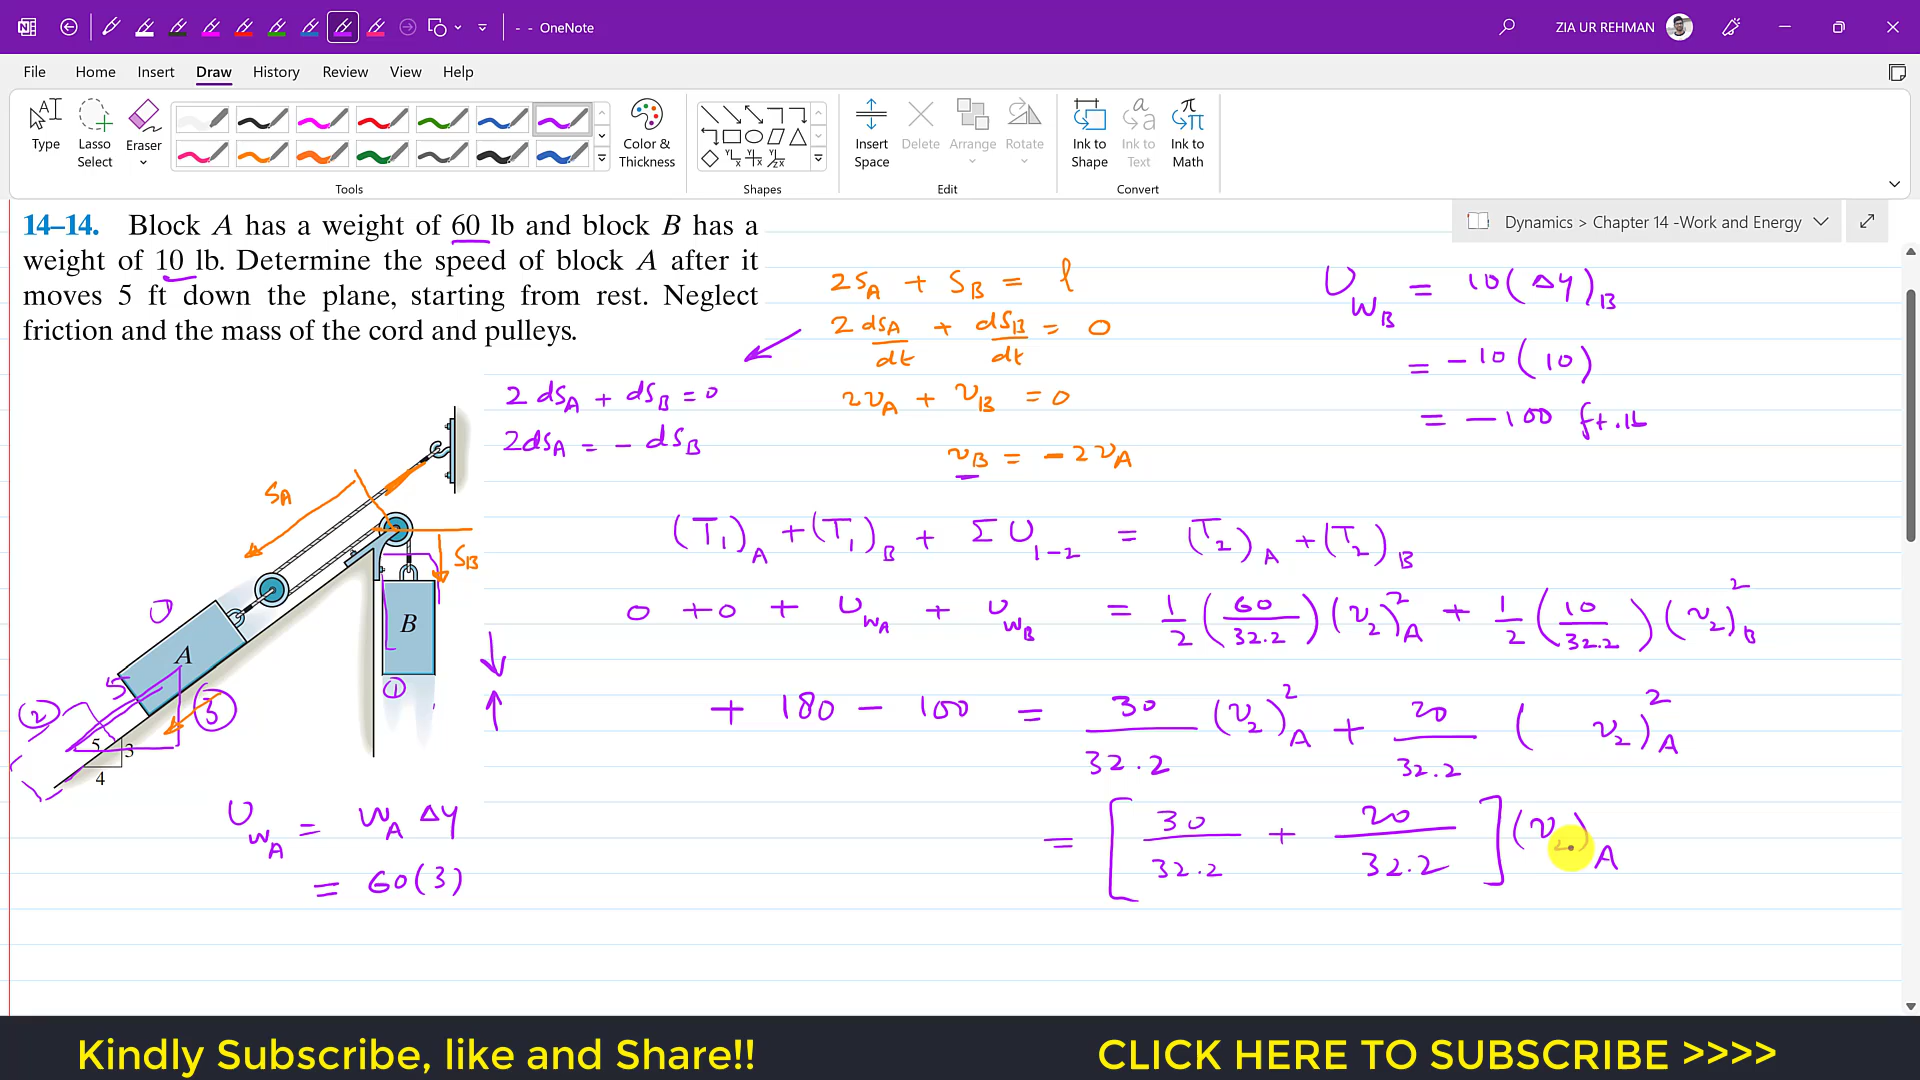 ZIA UR REHMAN
- - OneNote
File Home Insert Draw History Review View Help
Type
Lasso Select
Eraser
Color & Thickness
Insert Space
Delete
Arrange
Rotate
Ink to Shape
Ink to Text
Ink to Math
Tools
Shapes
Edit
Convert
Dynamics > Chapter 14 -Work and Energy
14–14. Block A has a weight of 60 lb and block B has a
weight of 10 lb. Determine the speed of block A after it
moves 5 ft down the plane, starting from rest. Neglect
friction and the mass of the cord and pulleys.
2S_A + S_B = l
2 dS_A/dt + dS_B/dt = 0
2v_A + v_B = 0
v_B = -2v_A
2 dS_A + dS_B = 0
2dS_A = - dS_B
U_W_B = 10(Δy)_B
= -10(10)
= -100 ft.lb
S_A
S_B
A
B
5
3
4
5
3
1
2
(T_1)_A + (T_1)_B + ΣU_1-2 = (T_2)_A + (T_2)_B
0 + 0 + U_W_A + U_W_B = 1/2 (60/32.2)(v_2)²_A + 1/2 (10/32.2)(v_2)²_B
+ 180 - 100 = 30/32.2 (v_2)²_A + 20/32.2 ( v_2)²_A
= [30/32.2 + 20/32.2](v_2)_A
U_W_A = W_A Δy
= 60(3)
Kindly Subscribe, like and Share!!
CLICK HERE TO SUBSCRIBE >>>>